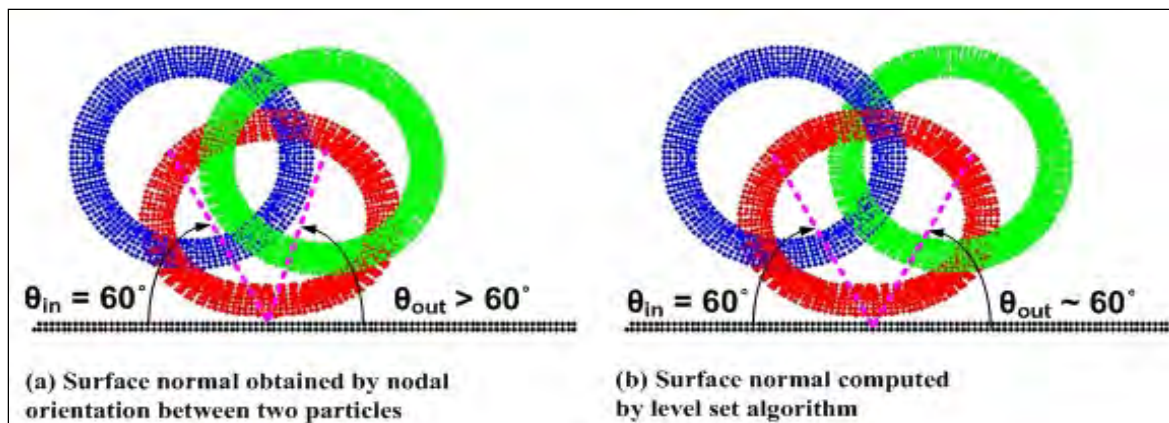 θin = 60°
θout > 60°
(a) Surface normal obtained by nodal
orientation between two particles
θin = 60°
θout ~ 60°
(b) Surface normal computed
by level set algorithm